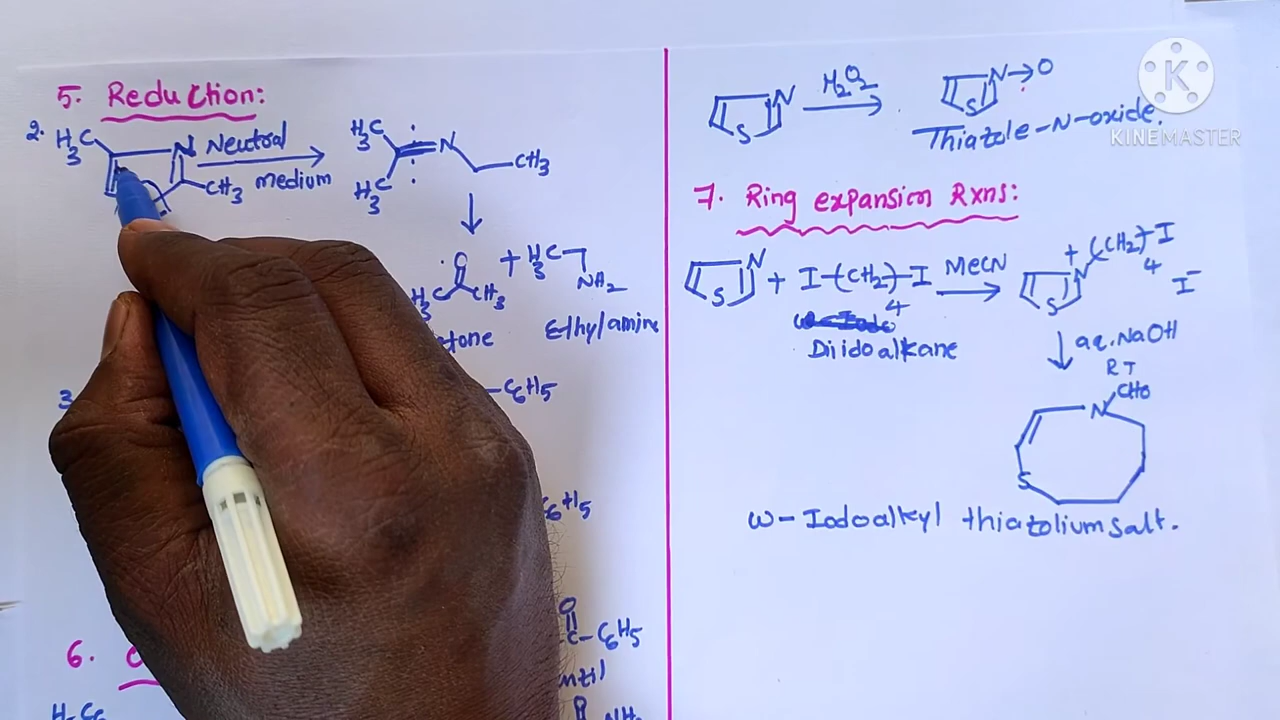 5. Reduction:
2. H3C N CH3 Neutral medium
H3C H3C N CH3
O CH3 + H3C NH2
Ethylamine
3
C6H5
C6H5
O
C-C6H5
6.
H5C6
NH2
N S H2O2 N→O S
Thiazole-N-oxide.
K
KINEMASTER
7. Ring expansion Rxns:
N S + I-(CH2)4-I MeCN + N-(CH2)4-I S I-
Diiodoalkane
↓ aq. NaOH
RT
CHO
N
S
ω-Iodoalkyl thiazolium salt.